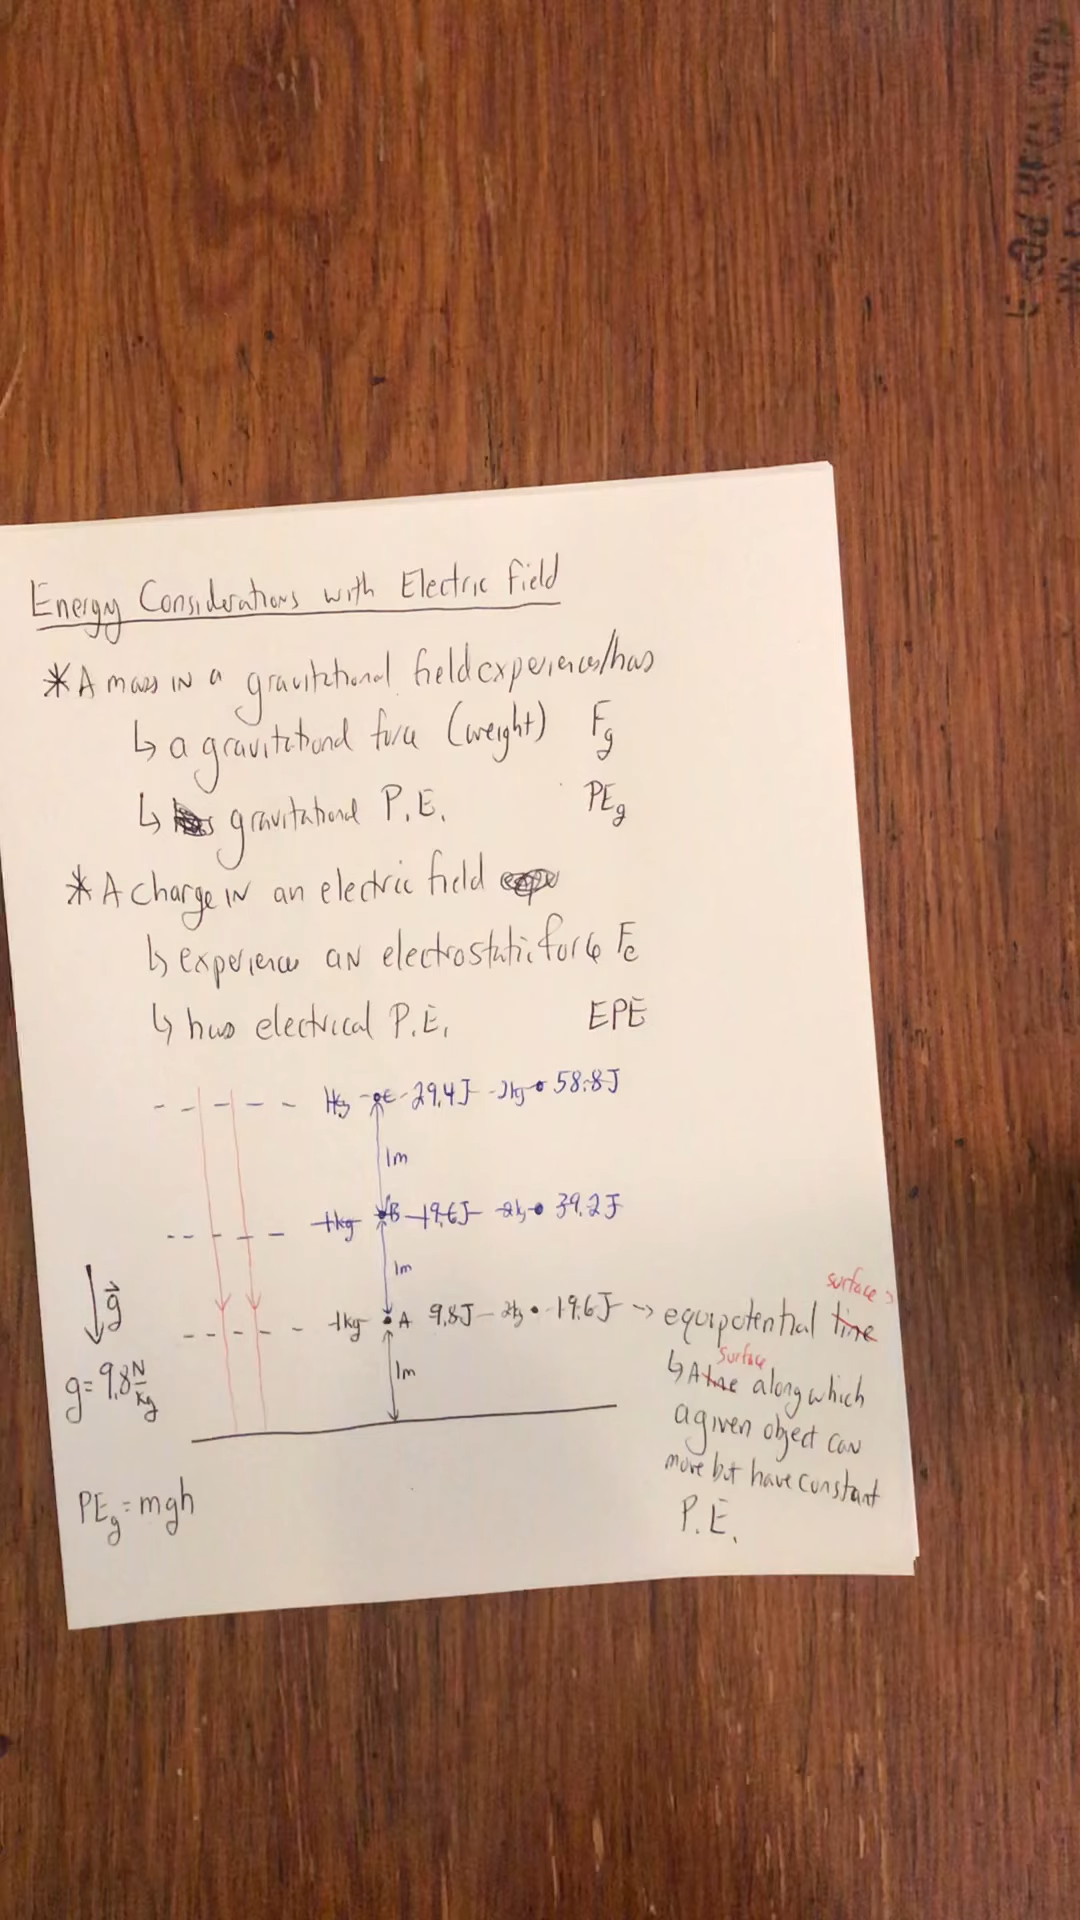 Energy Considerations with Electric Field
* A mass in a gravitational field experiences/has
↳ a gravitational force (weight) Fg
↳ gravitational P.E. PEg
* A charge in an electric field
↳ experiences an electrostatic force Fe
↳ has electrical P.E. EPE
1kg C 29.4J 2kg 58.8J
1m
1kg B 19.6J 2kg 39.2J
1m
1kg A 9.8J 2kg 19.6J → equipotential line surface
1m
↳ A line surface along which
a given object can
move but have constant
P.E.
g
g = 9.8 N/kg
PEg = mgh